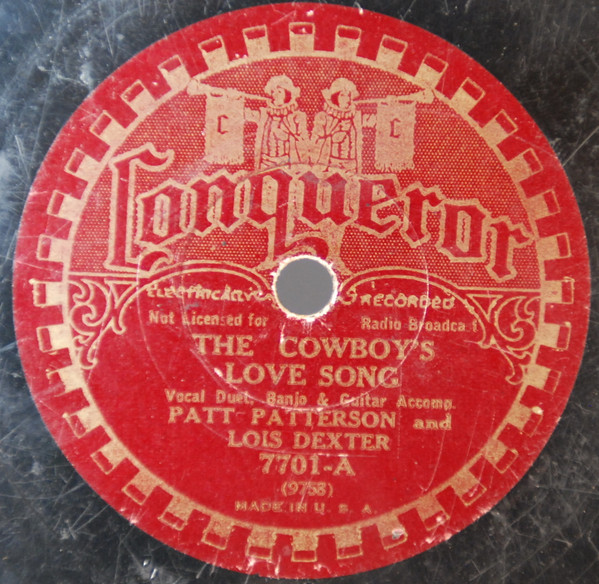 C C
Conqueror
ELECTRICALLY RECORDED
Not Licensed for Radio Broadcast
THE COWBOY'S
LOVE SONG
Vocal Duet, Banjo & Guitar Accomp.
PATT PATTERSON and
LOIS DEXTER
7701-A
(9758)
MADE IN U. S. A.